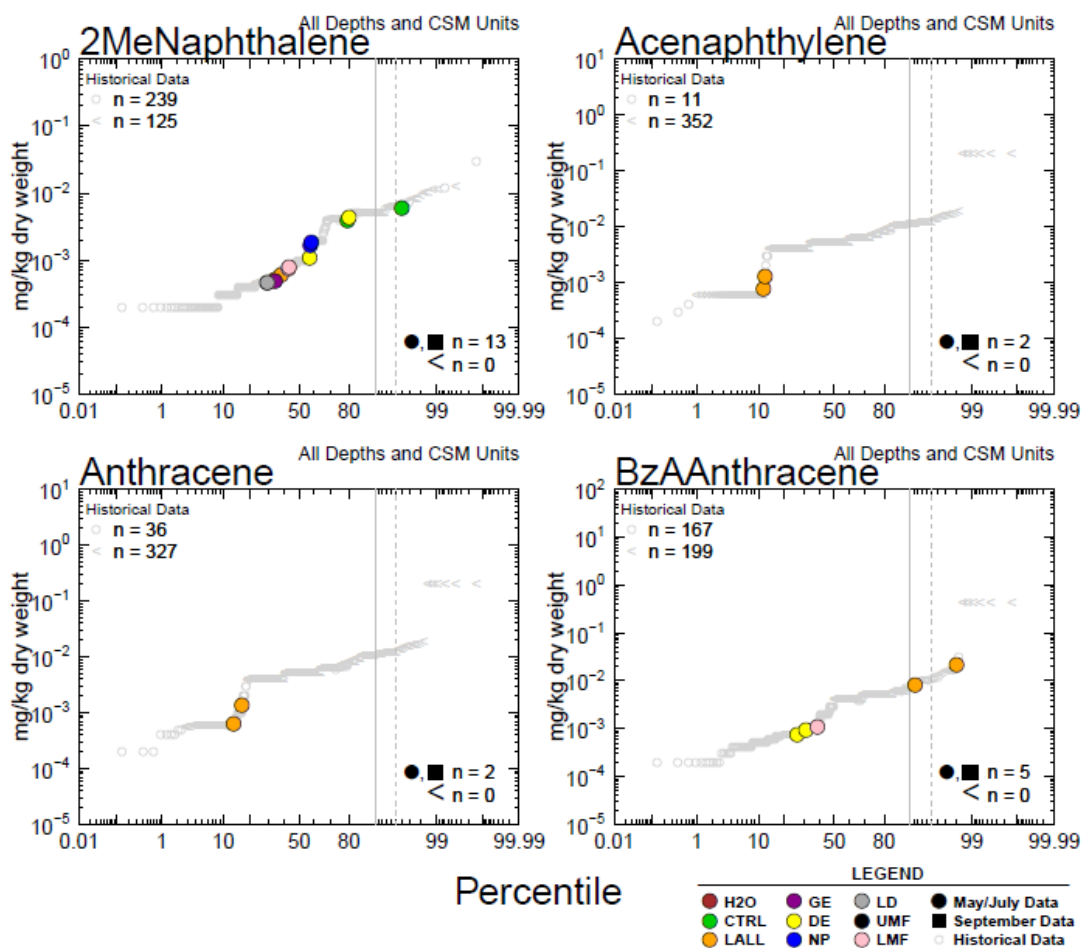 All Depths and CSM Units
2MeNaphthalene
10^0
10^-1
10^-2
10^-3
10^-4
10^-5
mg/kg dry weight
Historical Data
○ n = 239
< n = 125
●,■ n = 13
< n = 0
0.01 1 10 50 80 99 99.99
All Depths and CSM Units
Acenaphthylene
10^1
10^0
10^-1
10^-2
10^-3
10^-4
10^-5
mg/kg dry weight
Historical Data
○ n = 11
< n = 352
●,■ n = 2
< n = 0
0.01 1 10 50 80 99 99.99
All Depths and CSM Units
Anthracene
10^1
10^0
10^-1
10^-2
10^-3
10^-4
10^-5
mg/kg dry weight
Historical Data
○ n = 36
< n = 327
●,■ n = 2
< n = 0
0.01 1 10 50 80 99 99.99
All Depths and CSM Units
BzAAnthracene
10^2
10^1
10^0
10^-1
10^-2
10^-3
10^-4
10^-5
mg/kg dry weight
Historical Data
○ n = 167
< n = 199
●,■ n = 5
< n = 0
0.01 1 10 50 80 99 99.99
Percentile
LEGEND
H2O GE LD May/July Data
CTRL DE UMF September Data
LALL NP LMF Historical Data